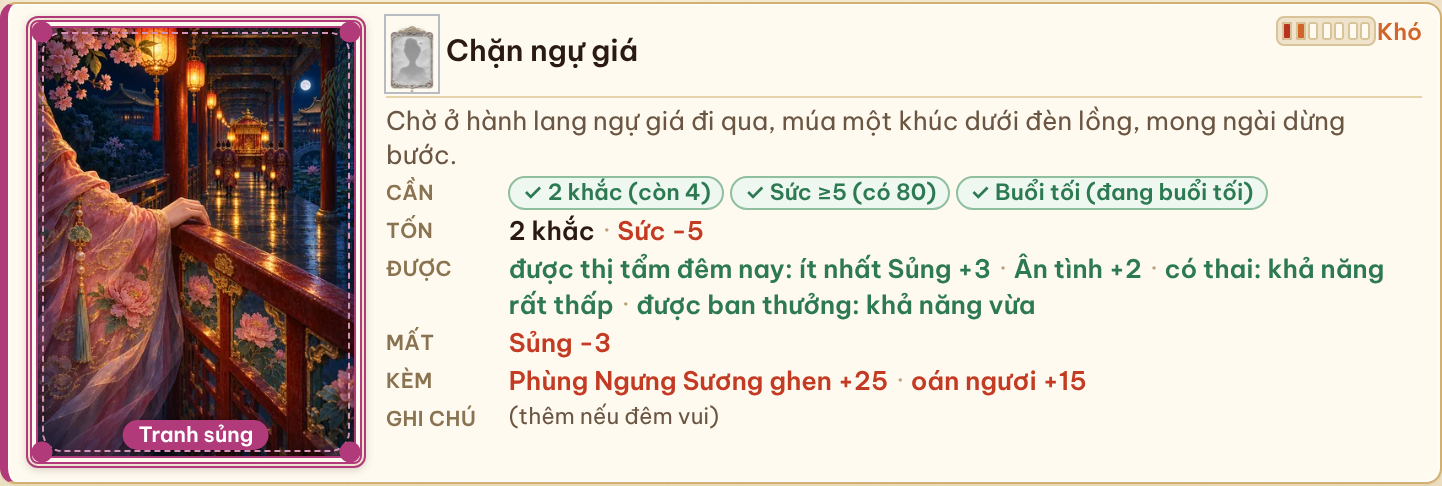 Chặn ngự giá
Khó
Chờ ở hành lang ngự giá đi qua, múa một khúc dưới đèn lồng, mong ngài dừng
bước.
CẦN ✓ 2 khắc (còn 4) ✓ Sức ≥5 (có 80) ✓ Buổi tối (đang buổi tối)
TỐN 2 khắc · Sức -5
ĐƯỢC được thị tẩm đêm nay: ít nhất Sủng +3 · Ân tình +2 · có thai: khả năng
rất thấp · được ban thưởng: khả năng vừa
MẤT Sủng -3
KÈM Phùng Ngưng Sương ghen +25 · oán ngươi +15
GHI CHÚ (thêm nếu đêm vui)
Tranh sủng